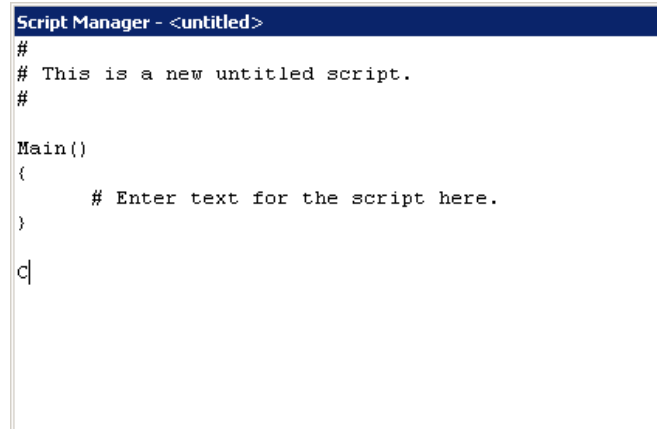 Script Manager - <untitled>
#
# This is a new untitled script.
#
Main()
{
# Enter text for the script here.
}
C